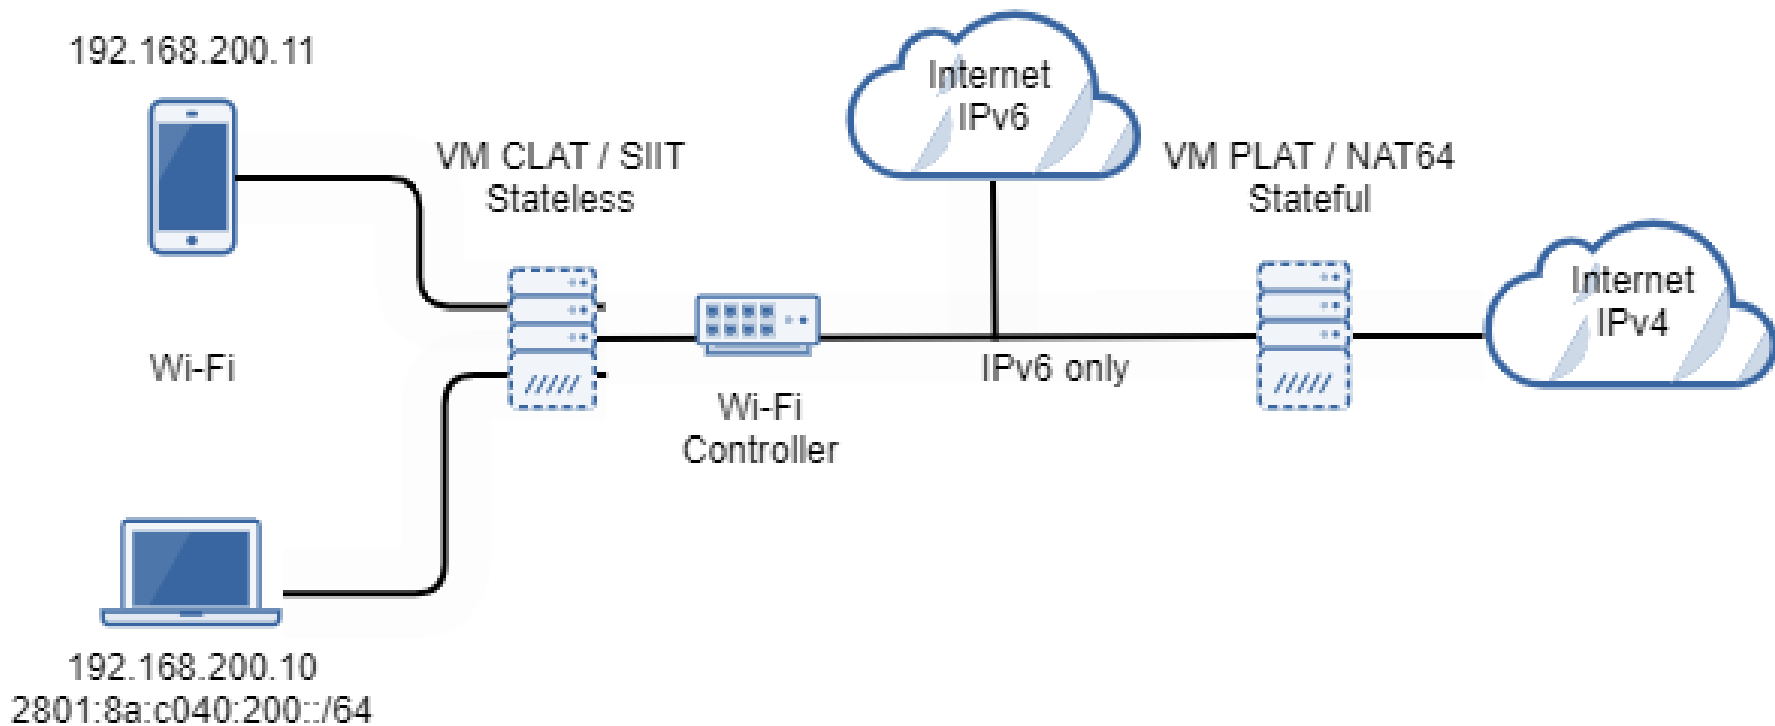 192.168.200.11
VM CLAT / SIIT
Stateless
Wi-Fi
192.168.200.10
2801:8a:c040:200::/64
Wi-Fi
Controller
Internet
IPv6
IPv6 only
VM PLAT / NAT64
Stateful
Internet
IPv4